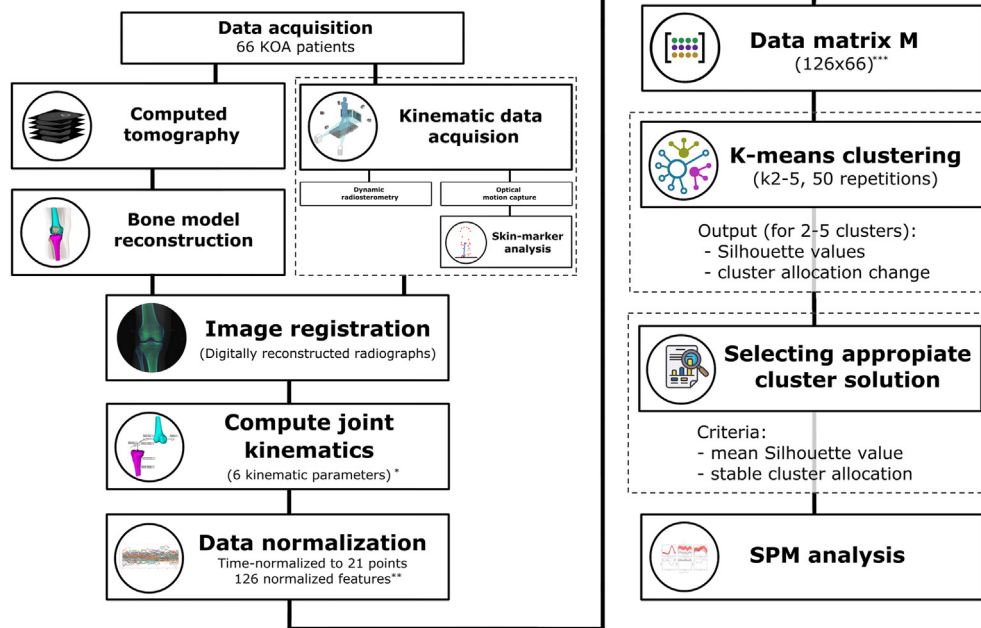 Data acquisition
66 KOA patients
Computed
tomography
Kinematic data
acquision
Dynamic
radiosterometry
Optical
motion capture
Skin-marker
analysis
Bone model
reconstruction
Image registration
(Digitally reconstructed radiographs)
Compute joint
kinematics
(6 kinematic parameters) *
Data normalization
Time-normalized to 21 points
126 normalized features**
Data matrix M
(126x66)***
K-means clustering
(k2-5, 50 repetitions)
Output (for 2-5 clusters):
- Silhouette values
- cluster allocation change
Selecting appropiate
cluster solution
Criteria:
- mean Silhouette value
- stable cluster allocation
SPM analysis